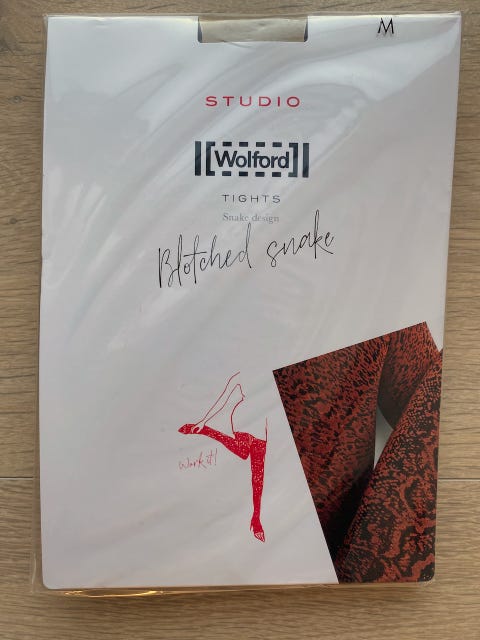 M
STUDIO
Wolford
TIGHTS
Snake design
Blotched snake
Work it!